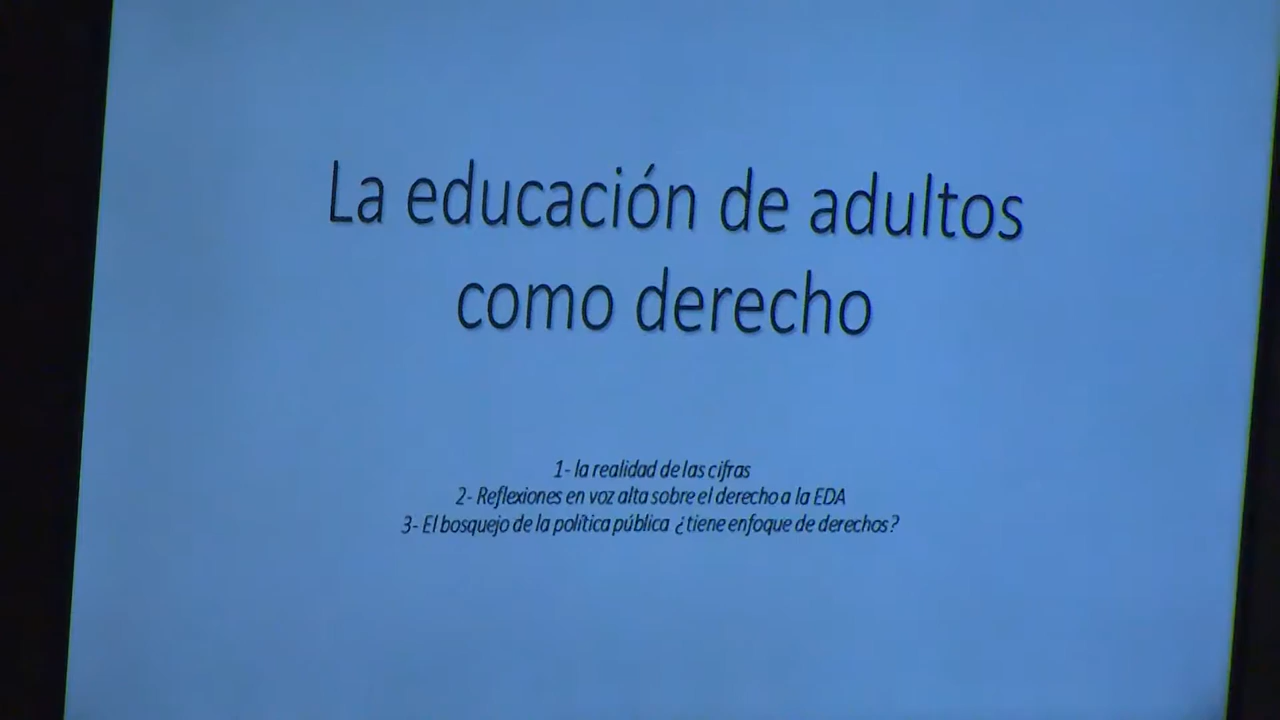 La educación de adultos
como derecho
1- la realidad de las cifras
2- Reflexiones en voz alta sobre el derecho a la EDA
3- El bosquejo de la política pública ¿tiene enfoque de derechos?